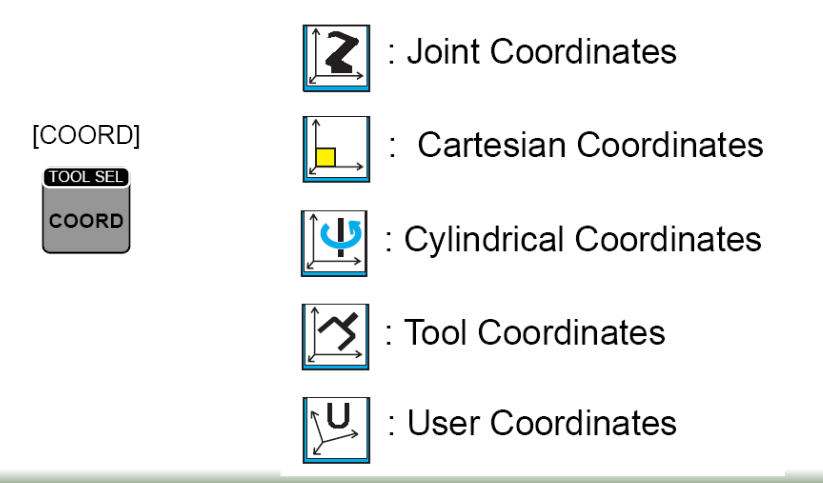 : Joint Coordinates
[COORD]
: Cartesian Coordinates
TOOL SEL
COORD
: Cylindrical Coordinates
: Tool Coordinates
U
: User Coordinates